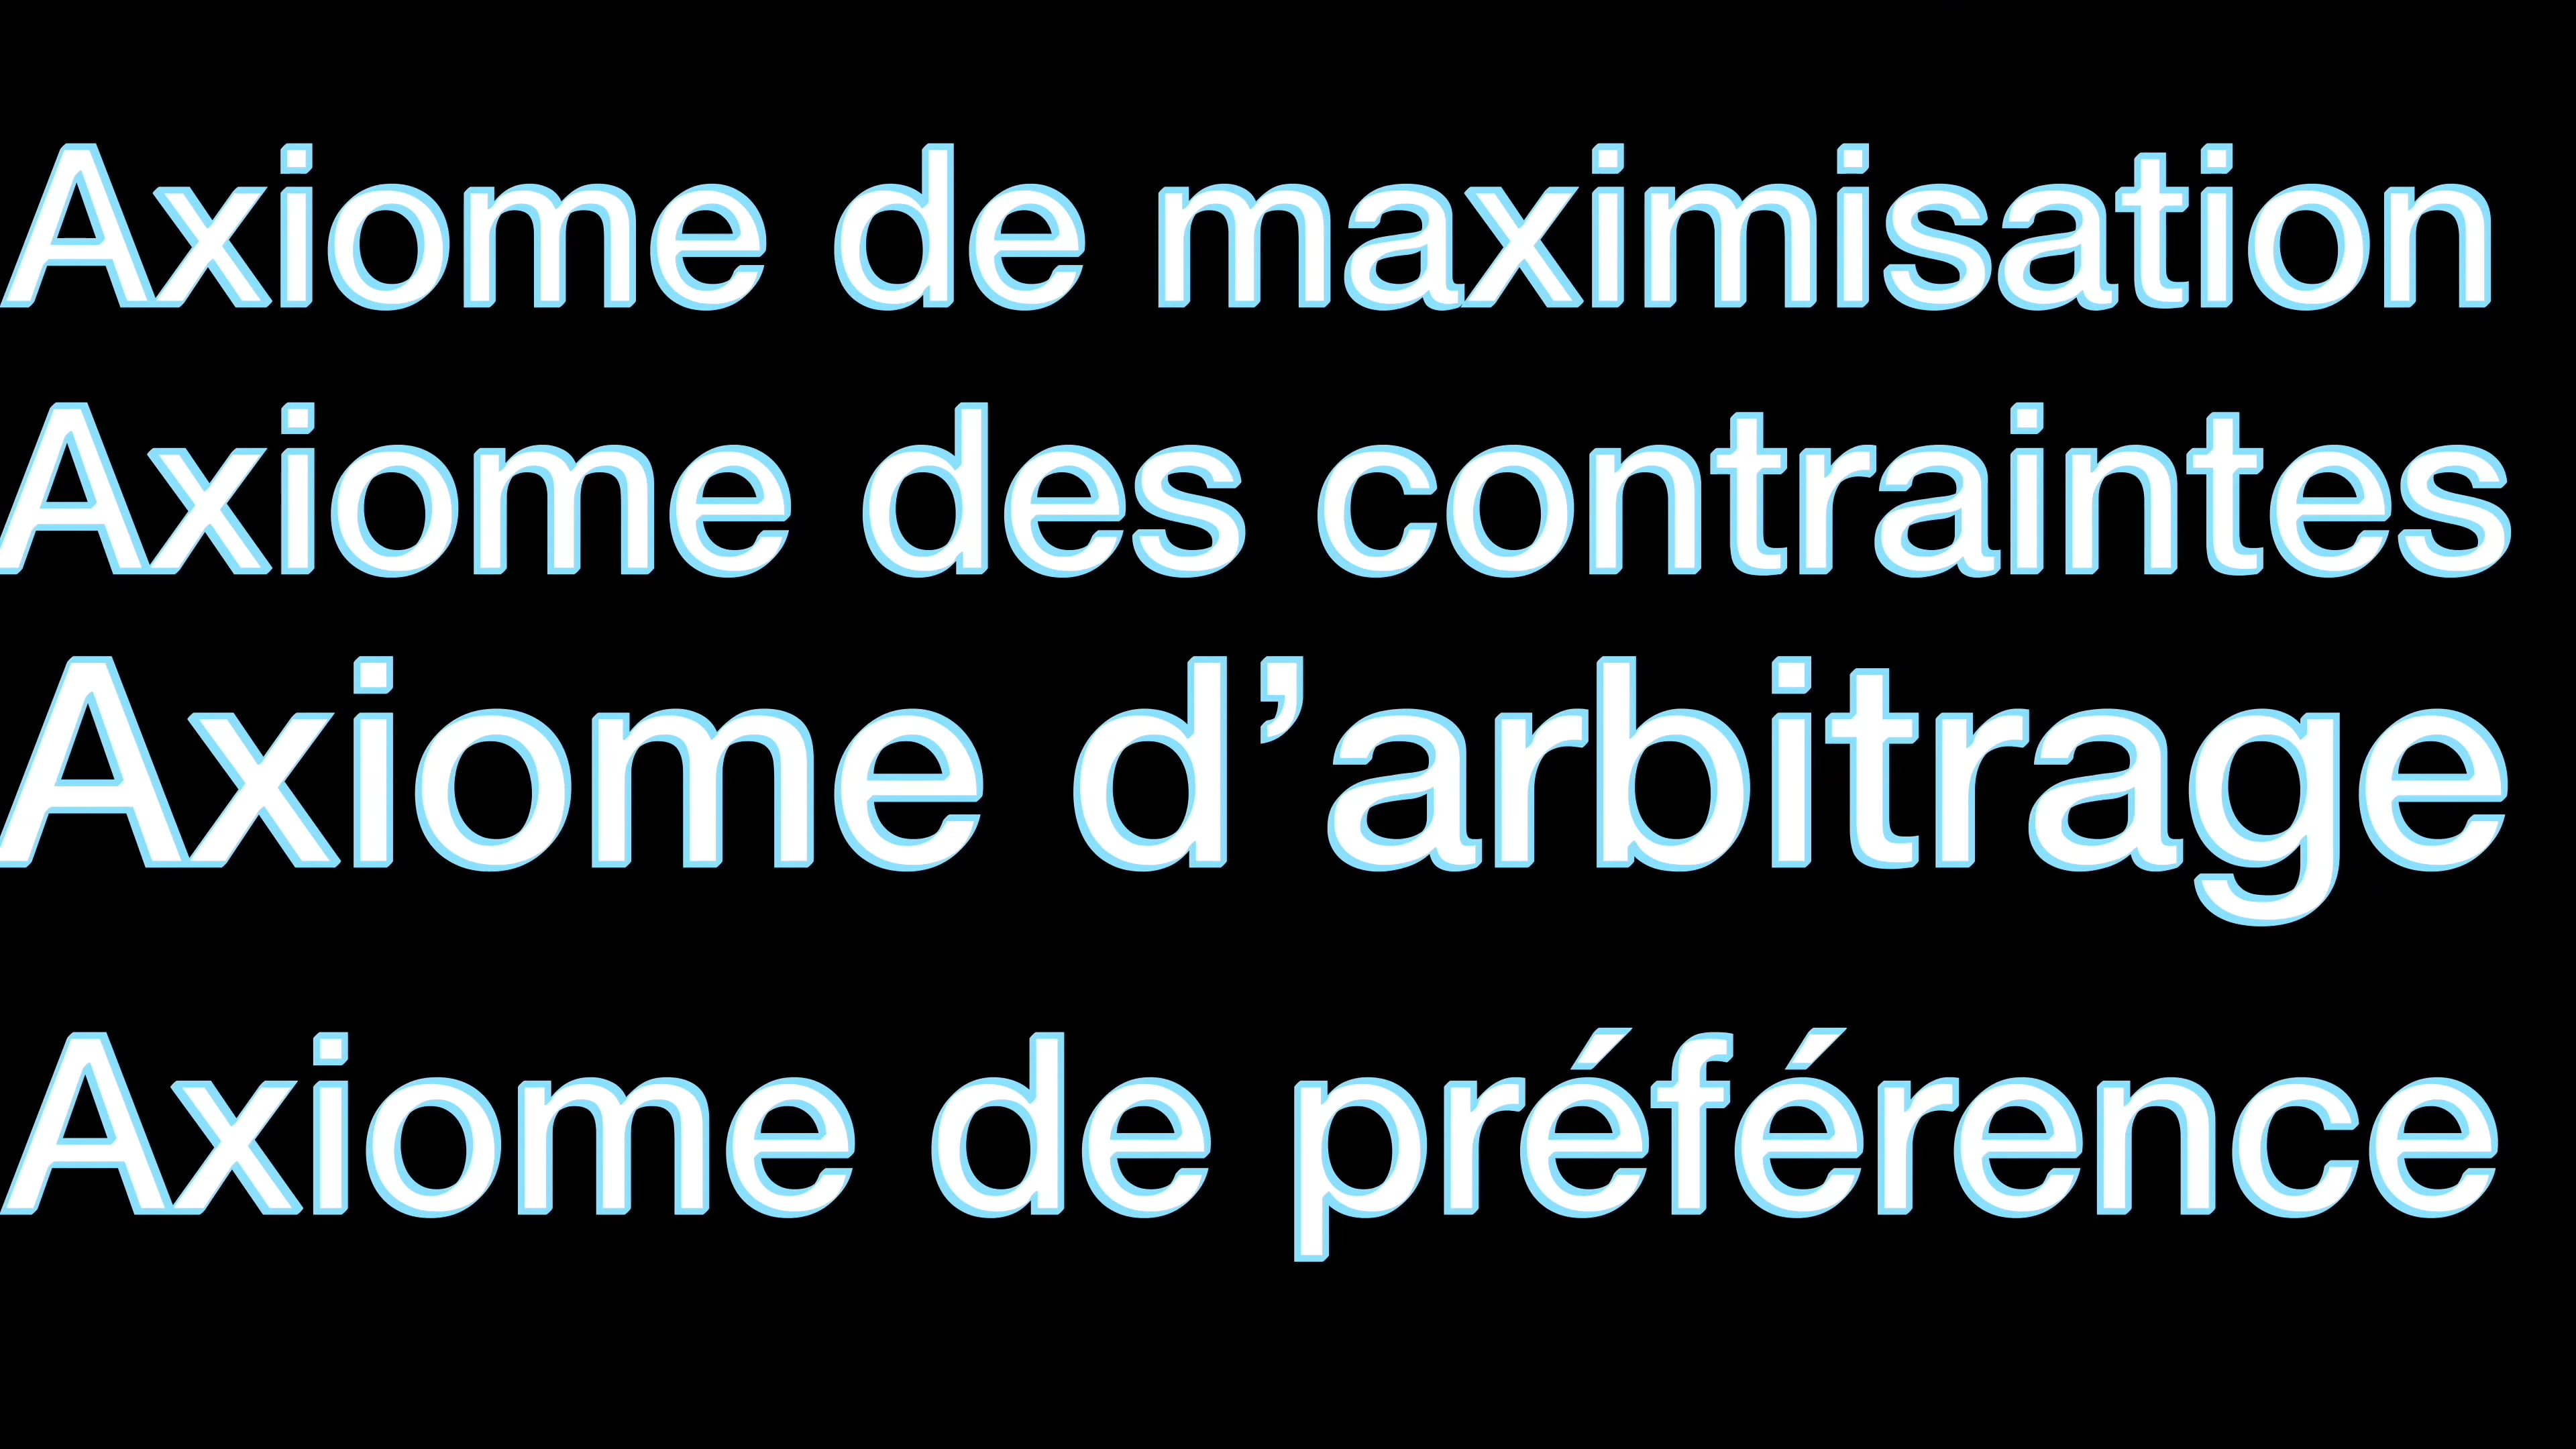 Axiome de maximisation
Axiome des contraintes
Axiome d’arbitrage
Axiome de préférence